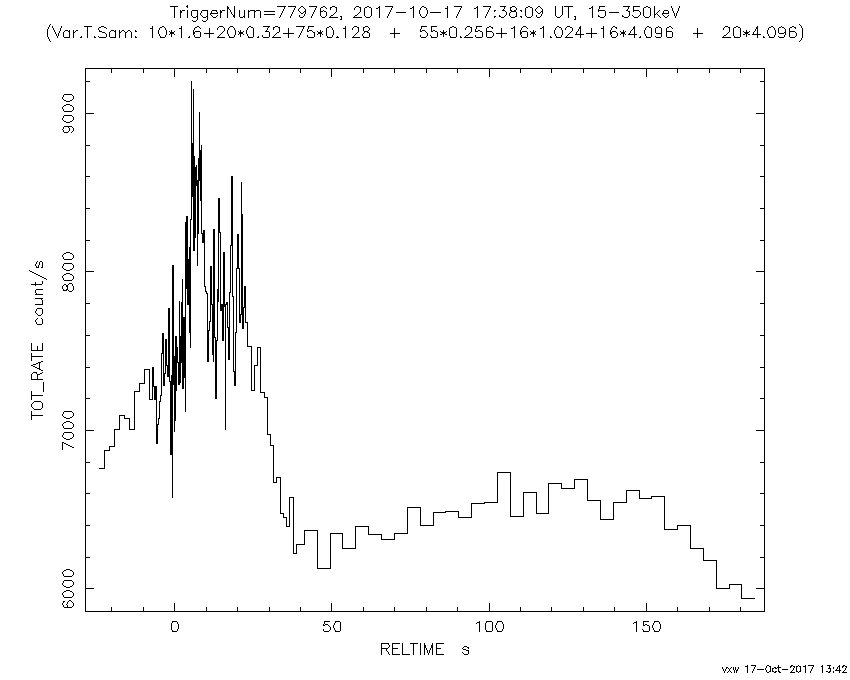 TriggerNum=779762, 2017-10-17 17:38:09 UT, 15-350keV
(Var.T.Sam: 10*1.6+20*0.32+75*0.128 + 55*0.256+16*1.024+16*4.096 + 20*4.096)
9000
8000
7000
6000
TOT_RATE count/s
0 50 100 150
RELTIME s
vxw 17-Oct-2017 13:42